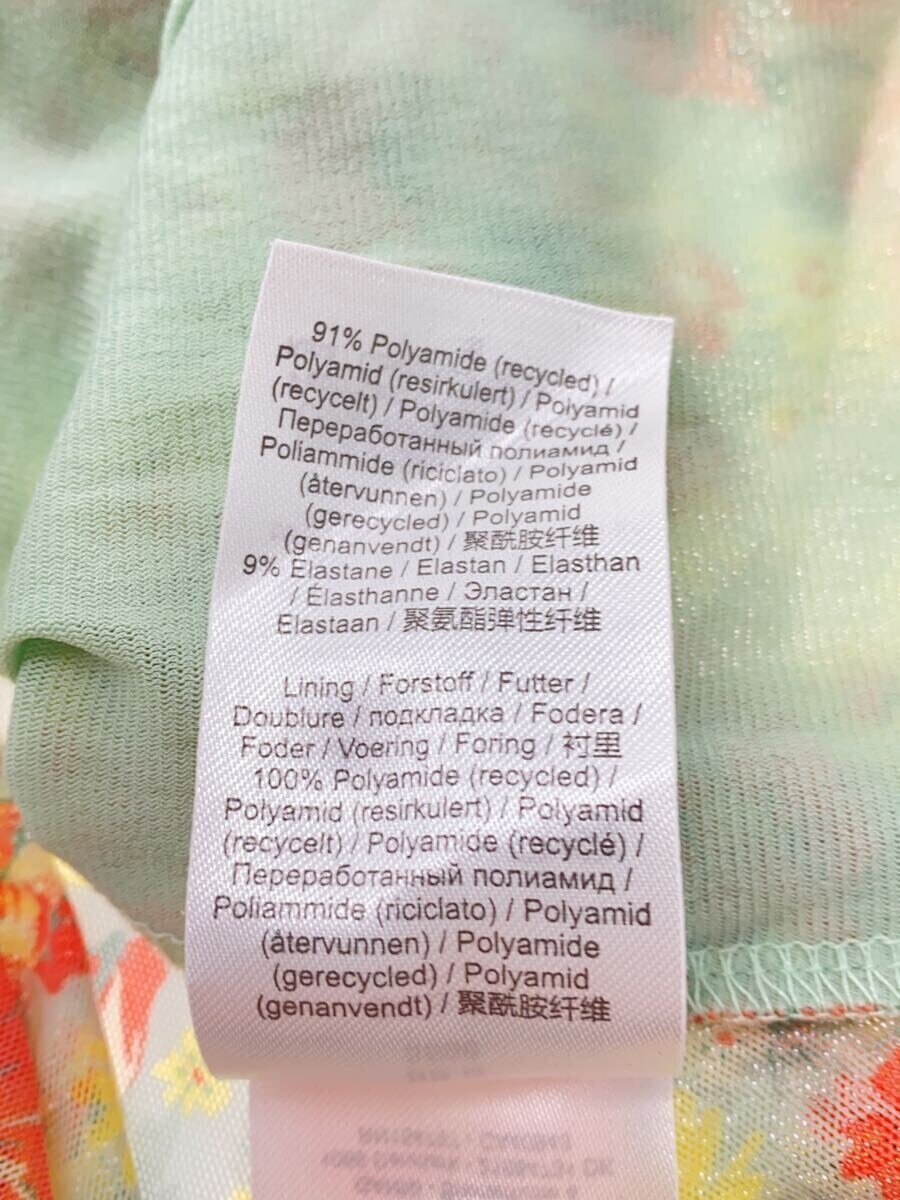 91% Polyamide (recycled) /
Polyamid (resirkulert) / Polyamid
(recycelt) / Polyamide (recyclé) /
Переработанный полиамид /
Poliammide (riciclato) / Polyamid
(återvunnen) / Polyamide
(gerecycled) / Polyamid
(genanvendt) / 聚酰胺纤维
9% Elastane / Elastan / Elasthan
/ Élasthanne / Эластан /
Elastaan / 聚氨酯弹性纤维
Lining / Forstoff / Futter /
Doublure / подкладка / Fodera /
Foder / Voering / Foring / 衬里
100% Polyamide (recycled) /
Polyamid (resirkulert) / Polyamid
(recycelt) / Polyamide (recyclé) /
Переработанный полиамид /
Poliammide (riciclato) / Polyamid
(återvunnen) / Polyamide
(gerecycled) / Polyamid
(genanvendt) / 聚酰胺纤维